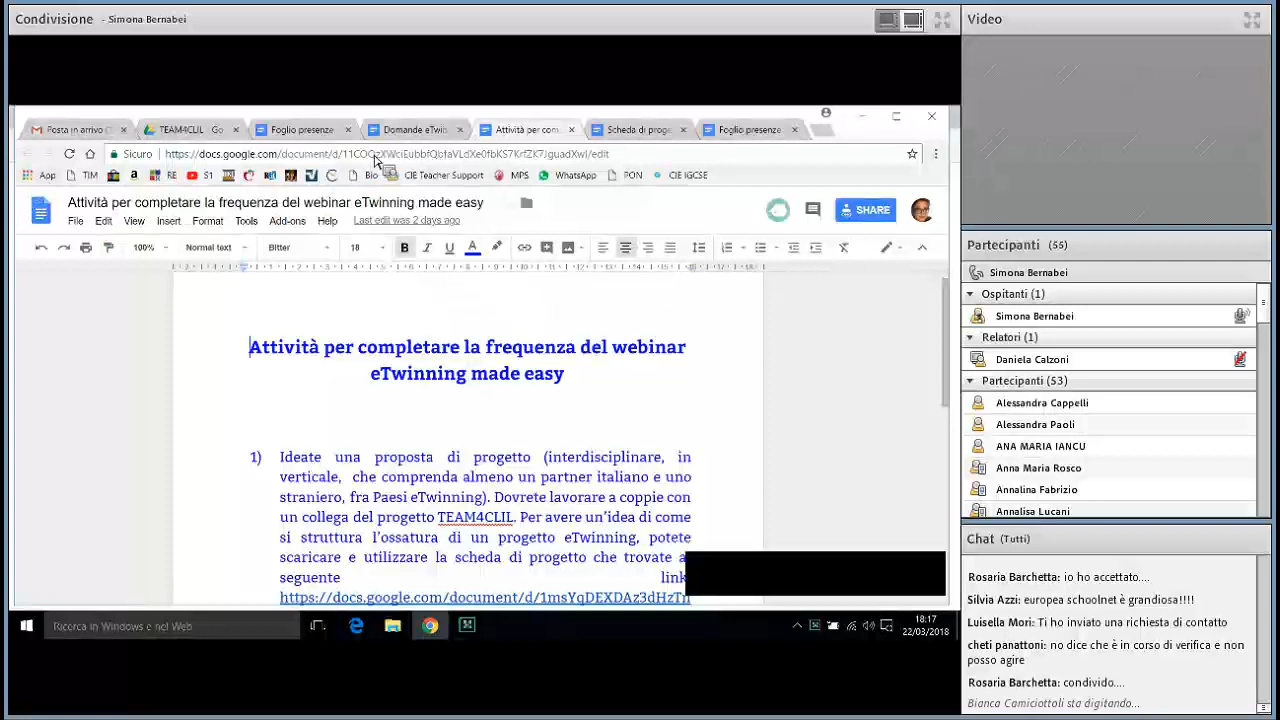 Condivisione - Simona Bernabei
Posta in arrivo
TEAM4CLIL
Go
Foglio presenze
Domande eTwin
Attività per com
Scheda di proge
Foglio presenze
Sicuro
App
TIM
a
RE
S1
Bio
CIE Teacher Support
MPS
WhatsApp
PON
CIE IGCSE
Attività per completare la frequenza del webinar eTwinning made easy
File Edit View Insert Format Tools Add-ons Help Last edit was 2 days ago
SHARE
100% Normal text Bitter 18 B I U A
Attività per completare la frequenza del webinar
eTwinning made easy
1) Ideate una proposta di progetto (interdisciplinare, in
verticale, che comprenda almeno un partner italiano e uno
straniero, fra Paesi eTwinning). Dovrete lavorare a coppie con
un collega del progetto TEAM4CLIL. Per avere un'idea di come
si struttura l'ossatura di un progetto eTwinning, potete
scaricare e utilizzare la scheda di progetto che trovate a
seguente link
https://docs.google.com/document/d/1msYqDEXDAz3dHzTn
Ricerca in Windows e nel Web
18:17
22/03/2018
Video
Partecipanti (55)
Simona Bernabei
Ospitanti (1)
Simona Bernabei
Relatori (1)
Daniela Calzoni
Partecipanti (53)
Alessandra Cappelli
Alessandra Paoli
ANA MARIA IANCU
Anna Maria Rosco
Annalina Fabrizio
Annalisa Lucani
Chat (Tutti)
Rosaria Barchetta: io ho accettato....
Silvia Azzi: europea schoolnet è grandiosa!!!!
Luisella Mori: Ti ho inviato una richiesta di contatto
cheti panattoni: no dice che è in corso di verifica e non
posso agire
Rosaria Barchetta: condivido....
Bianca Camiciottoli sta digitando...